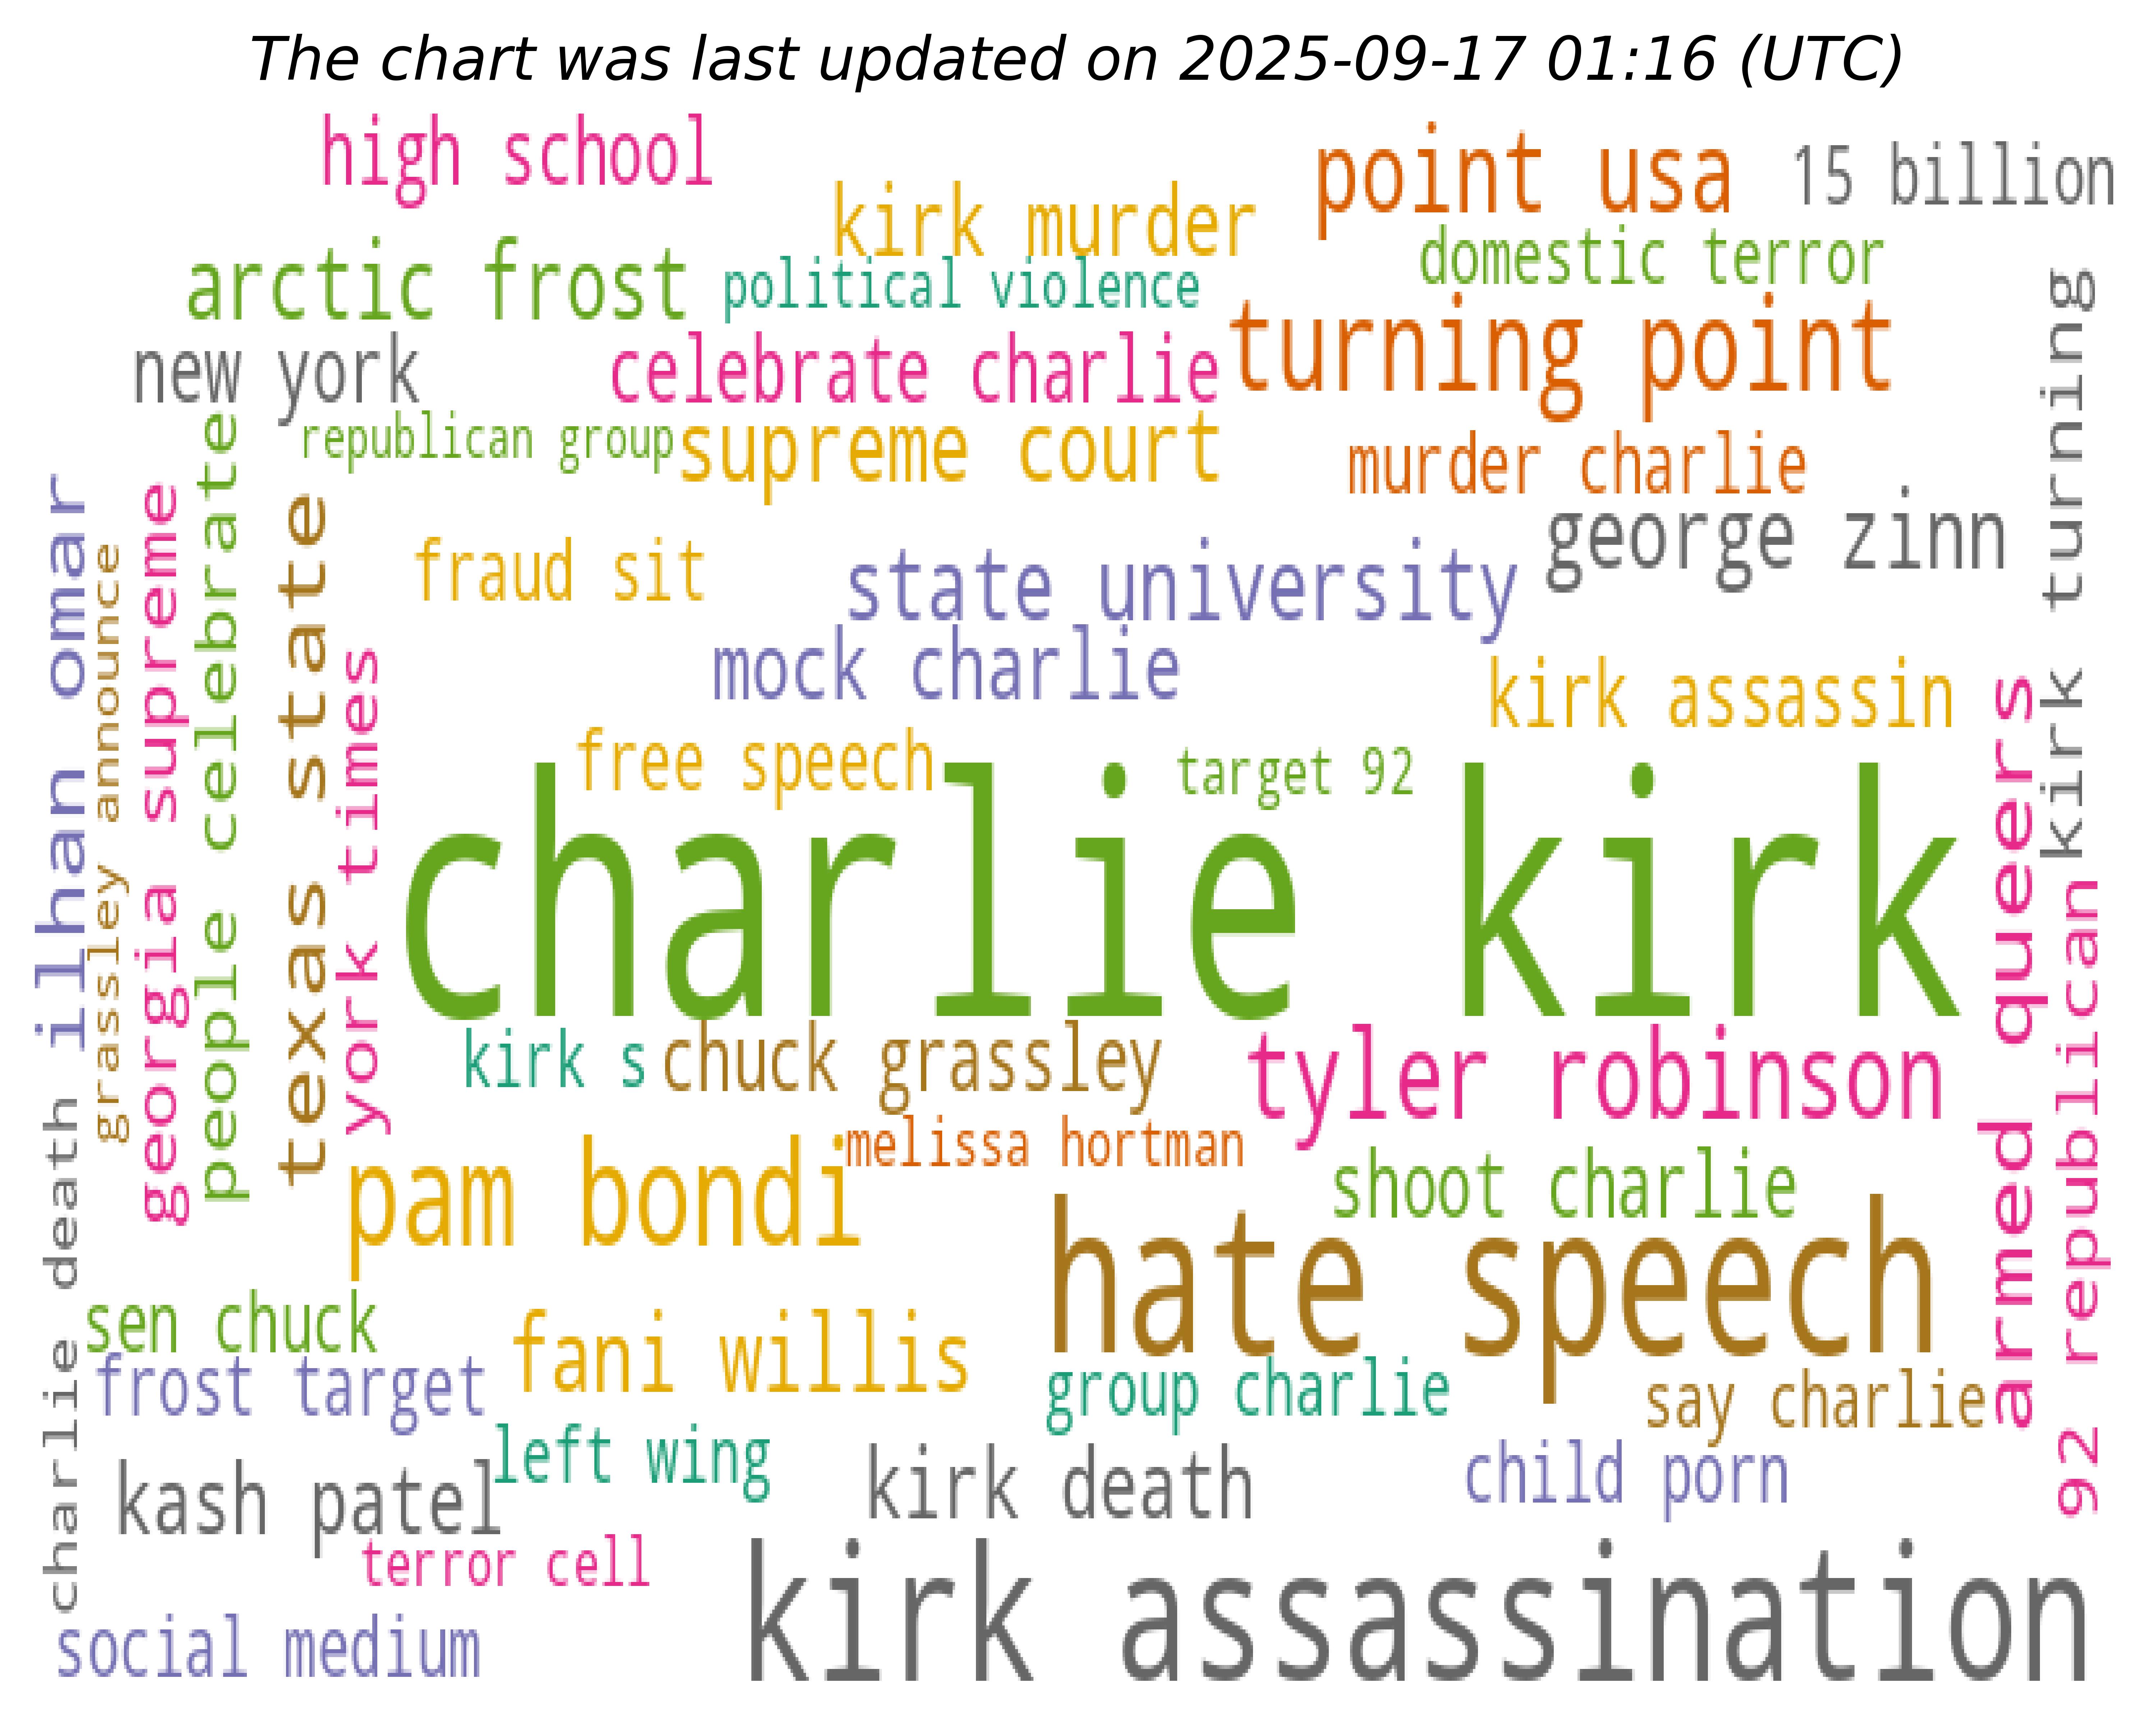 The chart was last updated on 2025-09-17 01:16 (UTC)
high school
point usa
15 billion
kirk murder
domestic terror
arctic frost
political violence
turning point
new york
celebrate charlie
republican group
supreme court
murder charlie
george zinn
fraud sit
state university
mock charlie
kirk assassin
free speech
target 92
charlie kirk
kirk s
chuck grassley
tyler robinson
melissa hortman
pam bondi
shoot charlie
hate speech
sen chuck
fani willis
frost target
group charlie
say charlie
left wing
kash patel
kirk death
child porn
terror cell
kirk assassination
social medium
ilhan omar
charlie death
grassley announce
georgia supreme
people celebrate
texas state
york times
armed queers
kirk turning
92 republican